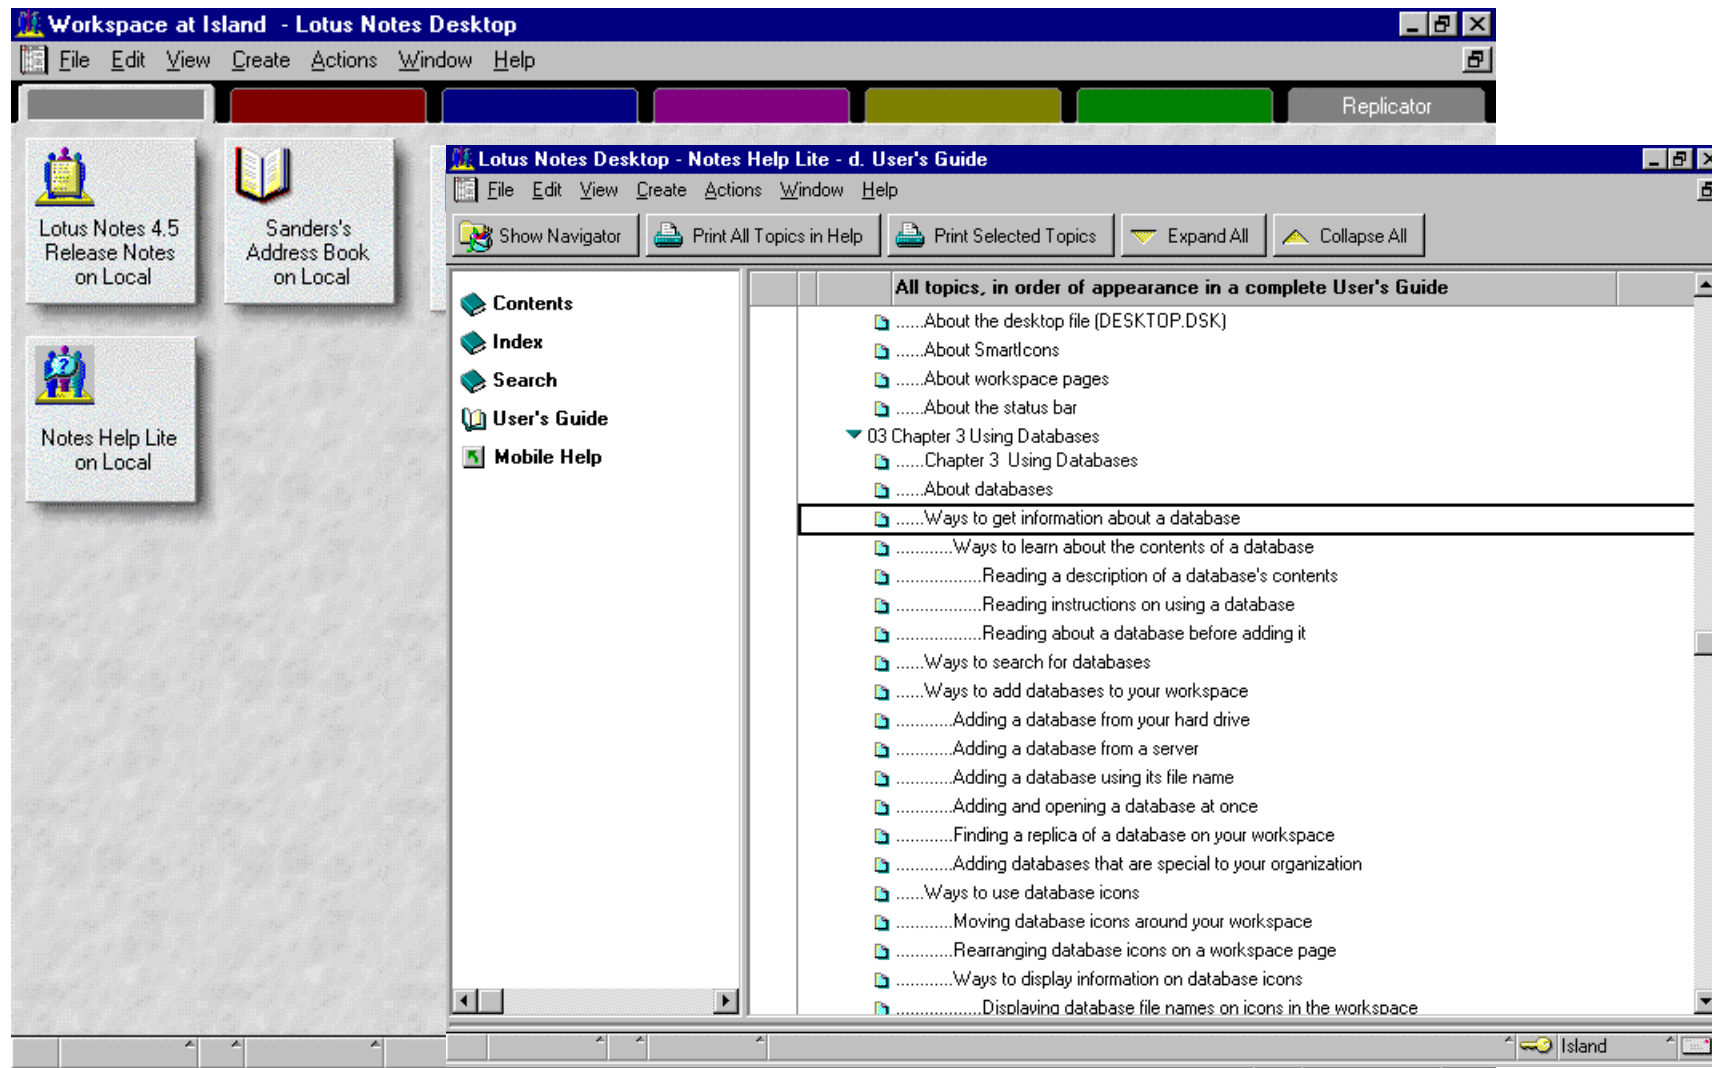 Workspace at Island - Lotus Notes Desktop
File Edit View Create Actions Window Help
Replicator
Lotus Notes 4.5
Release Notes
on Local
Sanders's
Address Book
on Local
Notes Help Lite
on Local
Lotus Notes Desktop - Notes Help Lite - d. User's Guide
File Edit View Create Actions Window Help
Show Navigator Print All Topics in Help Print Selected Topics Expand All Collapse All
Contents
Index
Search
User's Guide
Mobile Help
All topics, in order of appearance in a complete User's Guide
......About the desktop file (DESKTOP.DSK)
......About SmartIcons
......About workspace pages
......About the status bar
03 Chapter 3 Using Databases
......Chapter 3  Using Databases
......About databases
......Ways to get information about a database
............Ways to learn about the contents of a database
..................Reading a description of a database's contents
..................Reading instructions on using a database
..................Reading about a database before adding it
......Ways to search for databases
......Ways to add databases to your workspace
............Adding a database from your hard drive
............Adding a database from a server
............Adding a database using its file name
............Adding and opening a database at once
............Finding a replica of a database on your workspace
............Adding databases that are special to your organization
......Ways to use database icons
............Moving database icons around your workspace
............Rearranging database icons on a workspace page
............Ways to display information on database icons
..................Displaying database file names on icons in the workspace
Island